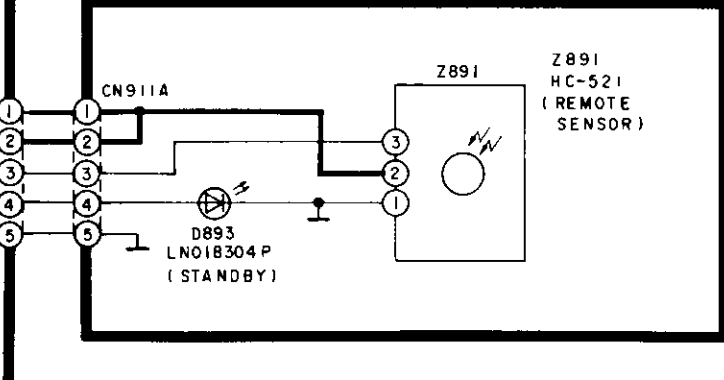 CN911A
Z891
Z891
HC-521
(REMOTE
SENSOR)
1 1
2 2
3 3
4 4
5 5
3
2
1
D893
LN018304P
(STANDBY)